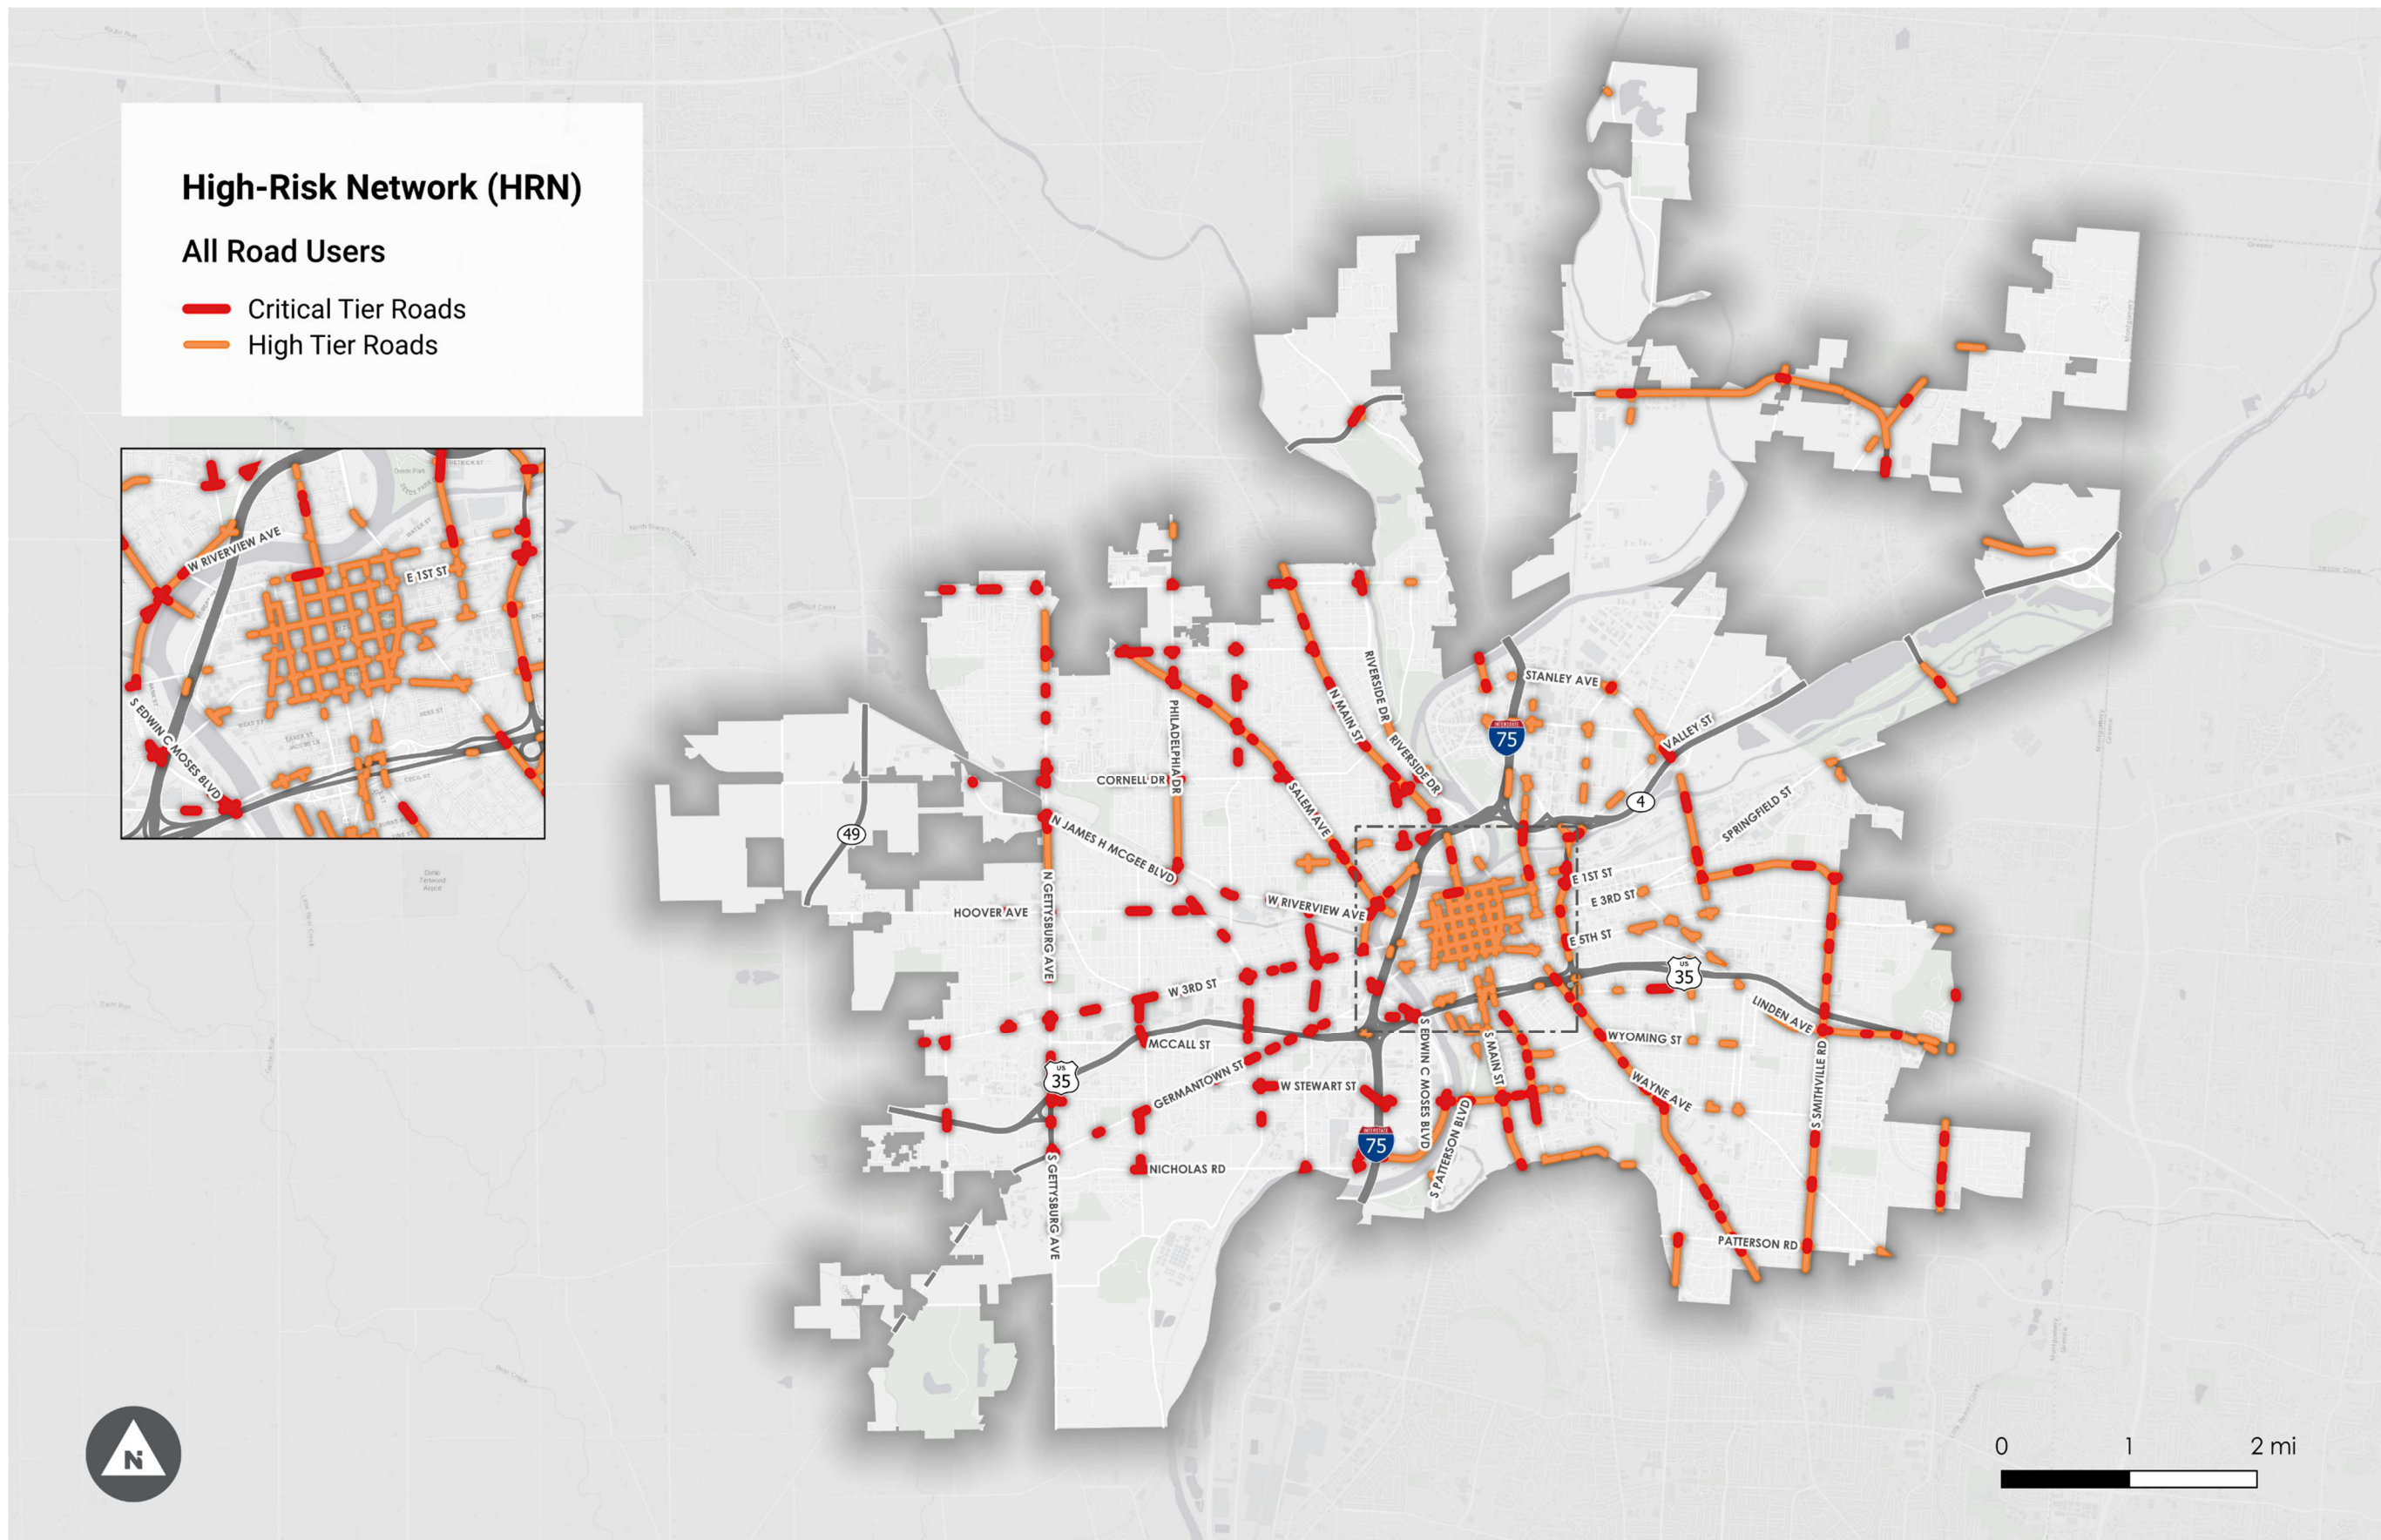 High-Risk Network (HRN)
All Road Users
Critical Tier Roads
High Tier Roads
W RIVERVIEW AVE
E 1ST ST
S EDWIN C MOSES BLVD
STANLEY AVE
RIVERSIDE DR
N MAIN ST
PHILADELPHIA DR
INTERSTATE
75
VALLEY ST
RIVERSIDE DR
CORNELL DR
SALEM AVE
4
49
SPRINGFIELD ST
N JAMES H MCGEE BLVD
E 1ST ST
E 3RD ST
HOOVER AVE
W RIVERVIEW AVE
N GETTYSBURG AVE
E 5TH ST
US
35
W 3RD ST
LINDEN AVE
MCCALL ST
WYOMING ST
S MAIN ST
S EDWIN C MOSES BLVD
US
35
GERMANTOWN ST
W STEWART ST
WAYNE AVE
S SMITHVILLE RD
INTERSTATE
75
S PATTERSON BLVD
NICHOLAS RD
S GETTYSBURG AVE
PATTERSON RD
N
0 1 2 mi